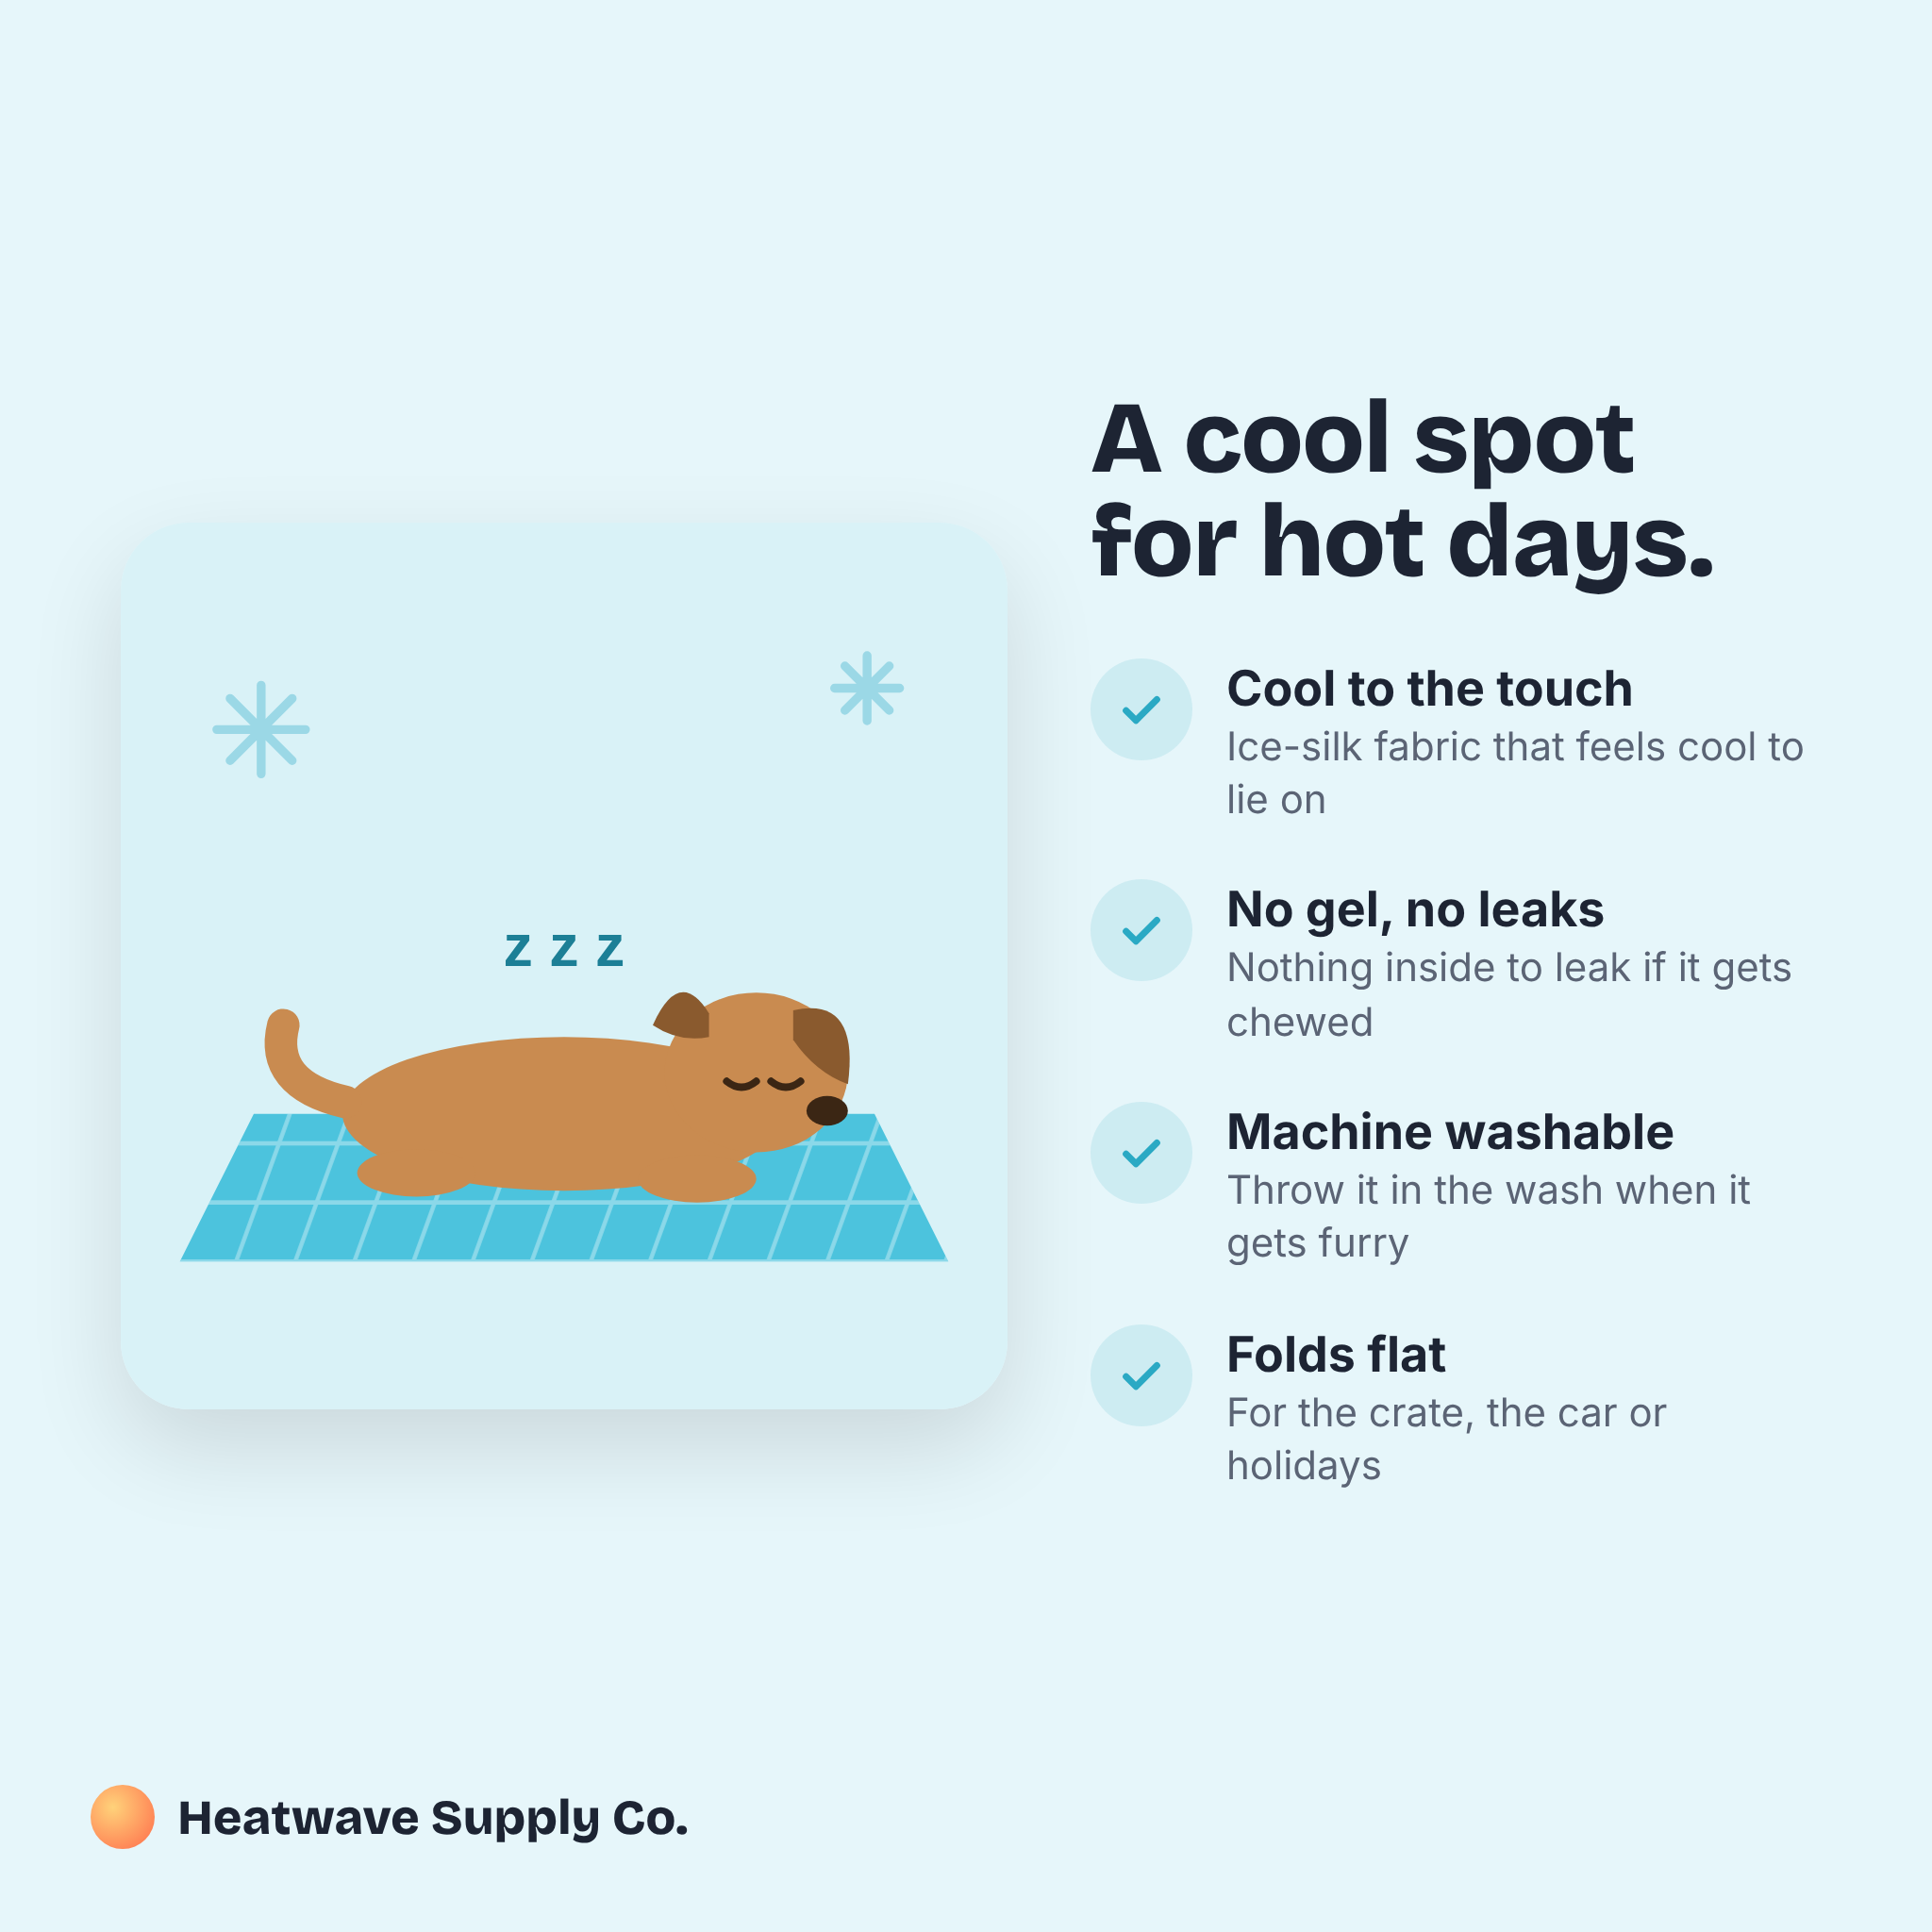 A cool spot
for hot days.
z z z
Cool to the touch
Ice-silk fabric that feels cool to
lie on
No gel, no leaks
Nothing inside to leak if it gets
chewed
Machine washable
Throw it in the wash when it
gets furry
Folds flat
For the crate, the car or
holidays
Heatwave Supply Co.